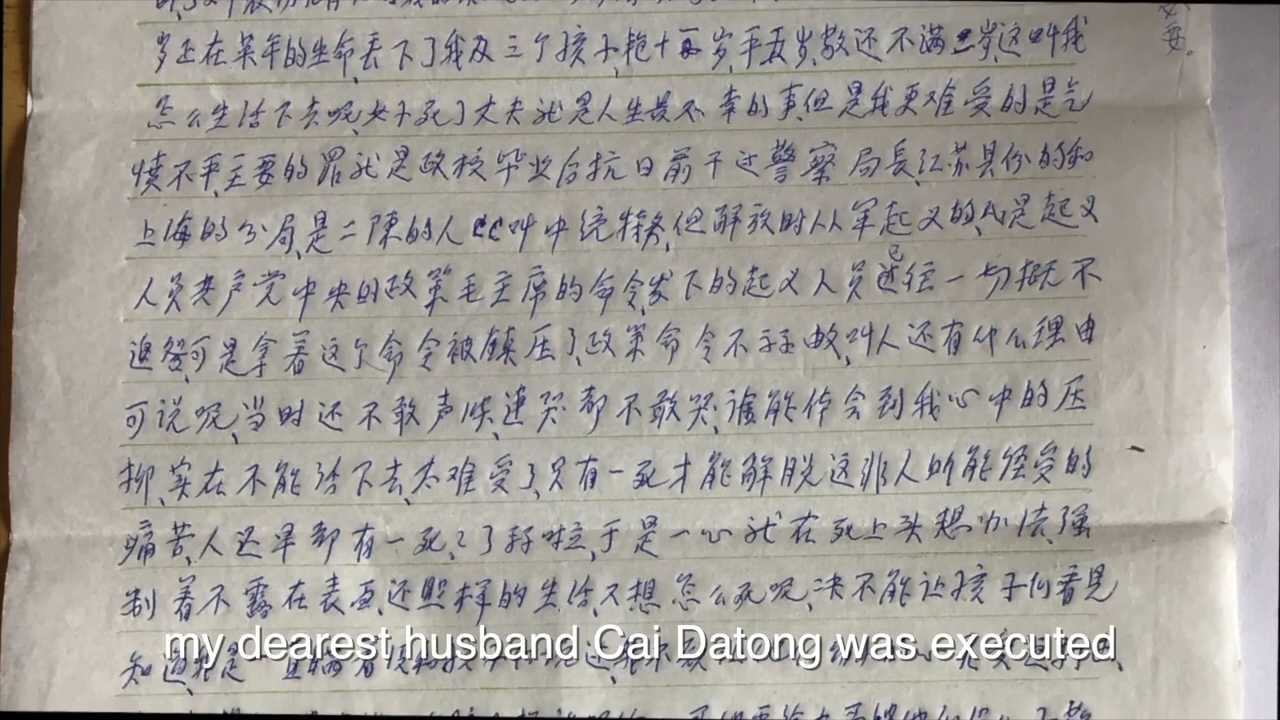 岁正在荣年的生命丢下了我及三个孩子,艳十五岁,平五岁,敬还不满二岁,这叫我
怎么生活下去呢,女子死了丈夫就是人生最不幸的事,但是我更难受的是气
愤不平,主要的罪就是政校毕业后抗日前干过警察局長,江苏县份的和
上海的分局,是二陳的人CC叫中统特务,但解放时从军起义的,凡是起义
人员共产党中央的政策毛主席的命令发下的起义人员已往一切概无不
追咎,可是拿着这个命令被鎮压了,政策命令不算数,叫人还有什么理由
可说呢,当时还不敢声张,連哭都不敢哭,谁能体会到我心中的压
抑,实在不能活下去,太难受了,只有一死才能解脱这非人所能经受的
痛苦,人迟早都有一死,
于是一心就在死上头想办法,强
制着不露在表面,还照样的生活,又想怎么死呢,决不能让孩子们看见
知道
my dearest husband Cai Datong was executed